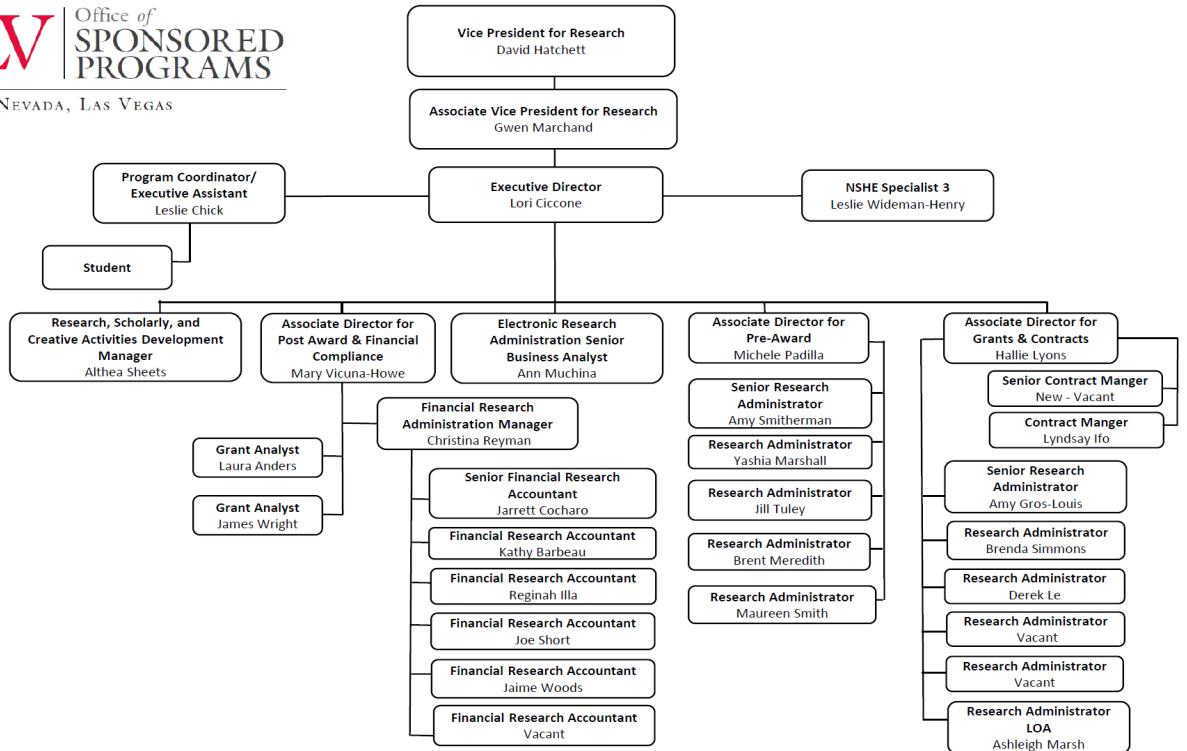 V
Office of
SPONSORED
PROGRAMS
NEVADA, LAS VEGAS
Vice President for Research
David Hatchett
Associate Vice President for Research
Gwen Marchand
Program Coordinator/
Executive Assistant
Leslie Chick
Executive Director
Lori Ciccone
NSHE Specialist 3
Leslie Wideman-Henry
Student
Research, Scholarly, and
Creative Activities Development
Manager
Althea Sheets
Associate Director for
Post Award & Financial
Compliance
Mary Vicuna-Howe
Electronic Research
Administration Senior
Business Analyst
Ann Muchina
Associate Director for
Pre-Award
Michele Padilla
Associate Director for
Grants & Contracts
Hallie Lyons
Financial Research
Administration Manager
Christina Reyman
Grant Analyst
Laura Anders
Grant Analyst
James Wright
Senior Financial Research
Accountant
Jarrett Cocharo
Financial Research Accountant
Kathy Barbeau
Financial Research Accountant
Reginah Illa
Financial Research Accountant
Joe Short
Financial Research Accountant
Jaime Woods
Financial Research Accountant
Vacant
Senior Research
Administrator
Amy Smitherman
Research Administrator
Yashia Marshall
Research Administrator
Jill Tuley
Research Administrator
Brent Meredith
Research Administrator
Maureen Smith
Senior Contract Manger
New - Vacant
Contract Manger
Lyndsay Ifo
Senior Research
Administrator
Amy Gros-Louis
Research Administrator
Brenda Simmons
Research Administrator
Derek Le
Research Administrator
Vacant
Research Administrator
Vacant
Research Administrator
LOA
Ashleigh Marsh